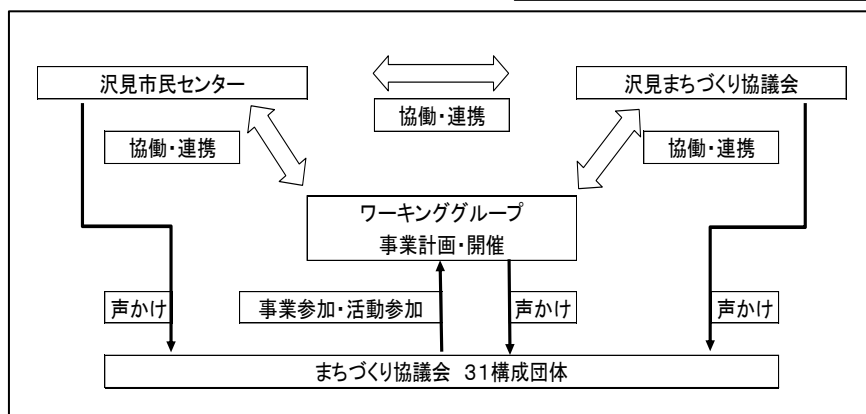 沢見市民センター
沢見まちづくり協議会
協働・連携
協働・連携
協働・連携
ワーキンググループ
事業計画・開催
声かけ
事業参加・活動参加
声かけ
声かけ
まちづくり協議会 31構成団体